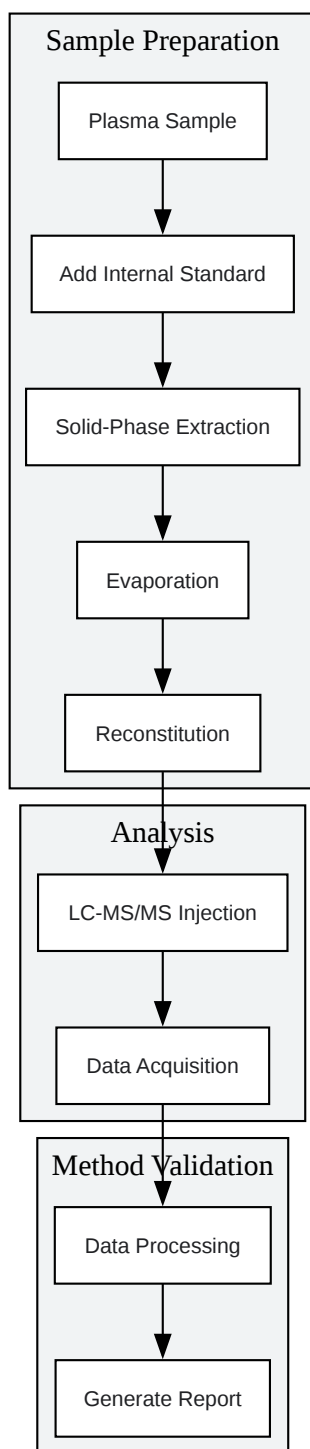 Sample Preparation
Plasma Sample
Add Internal Standard
Solid-Phase Extraction
Evaporation
Reconstitution
Analysis
LC-MS/MS Injection
Data Acquisition
Method Validation
Data Processing
Generate Report